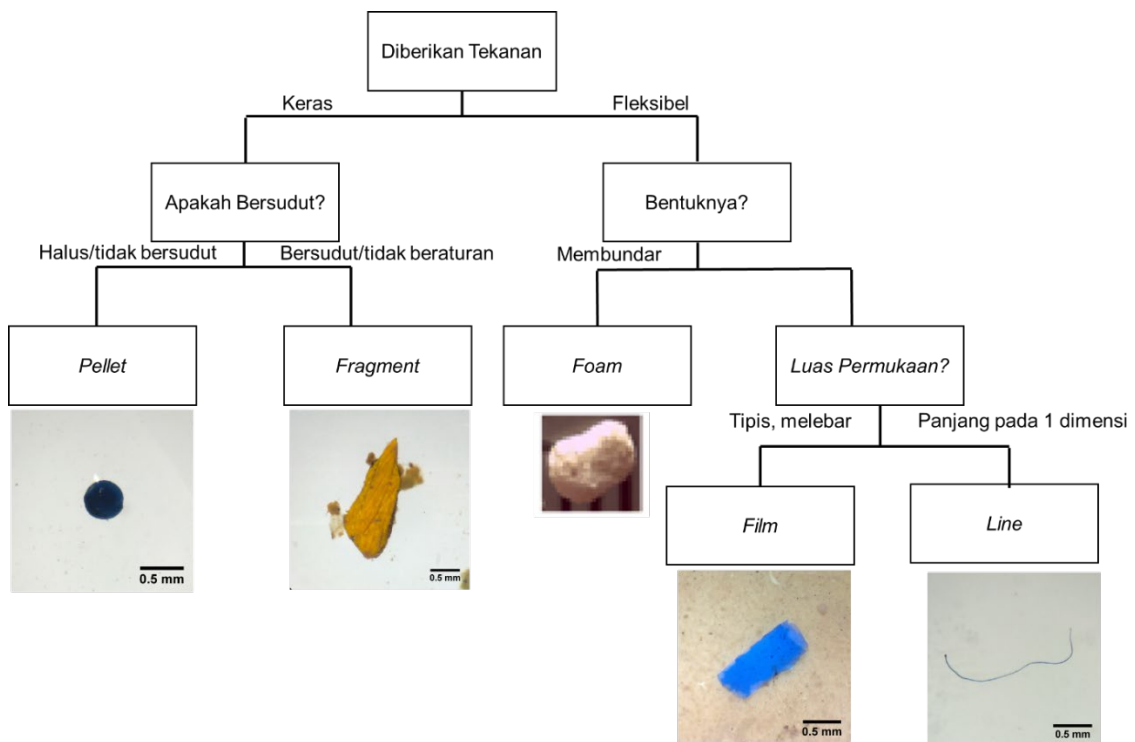 Diberikan Tekanan
Keras
Fleksibel
Apakah Bersudut?
Bentuknya?
Halus/tidak bersudut
Bersudut/tidak beraturan
Membundar
Pellet
Fragment
Foam
Luas Permukaan?
Tipis, melebar
Panjang pada 1 dimensi
Film
Line
0.5 mm
0.5 mm
0.5 mm
0.5 mm